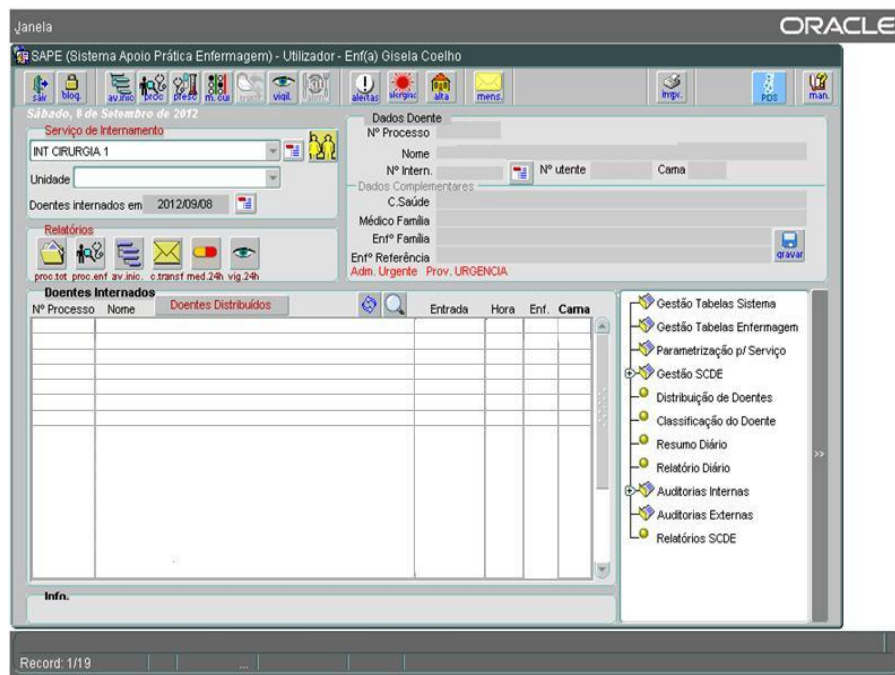 Janela
ORACLE
SAPE (Sistema Apoio Prática Enfermagem) - Utilizador - Enf(a) Gisela Coelho
sair bloq. av.inic proc presc m. cui vigil. alertas alergias alta mens. impr. PDS man.
Sábado, 8 de Setembro de 2012
Serviço de Internamento
INT CIRURGIA 1
Unidade
Doentes internados em 2012/09/08
Relatórios
proc.tot proc.enf av.inic. c.transf med.24h vig.24h
Dados Doente
Nº Processo
Nome
Nº Intern. Nº utente Cama
Dados Complementares
C.Saúde
Médico Família
Enfº Família
Enfº Referência
gravar
Adm. Urgente Prov. URGENCIA
Doentes Internados
Doentes Distribuídos
Nº Processo Nome Entrada Hora Enf. Cama
Gestão Tabelas Sistema
Gestão Tabelas Enfermagem
Parametrização p/ Serviço
Gestão SCDE
Distribuição de Doentes
Classificação do Doente
Resumo Diário
Relatório Diário
Auditorias Internas
Auditorias Externas
Relatórios SCDE
>>
Info.
Record: 1/19 ...